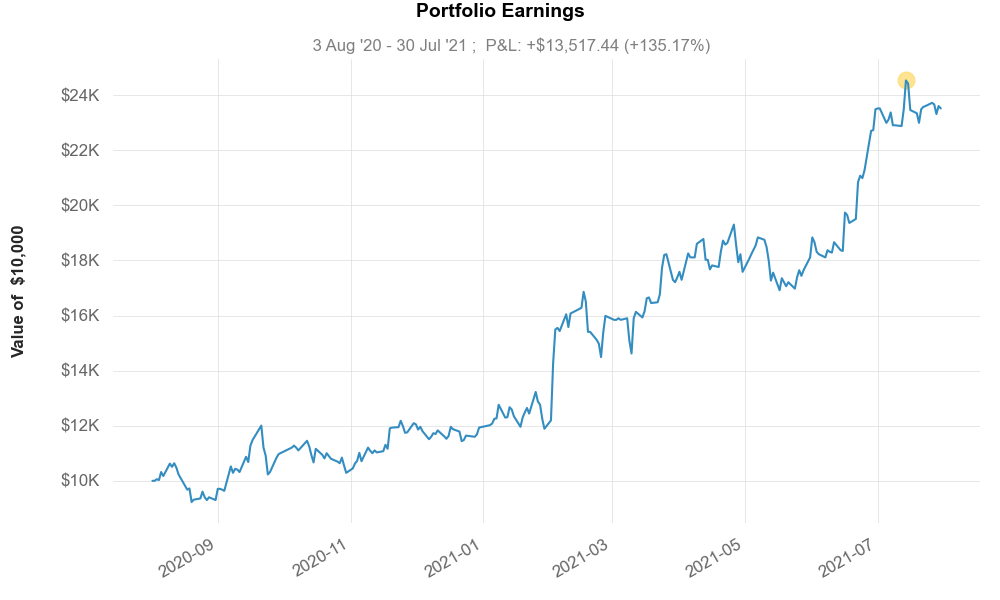 Portfolio Earnings
3 Aug '20 - 30 Jul '21 ;  P&L: +$13,517.44 (+135.17%)
$24K
$22K
$20K
$18K
$16K
$14K
$12K
$10K
Value of  $10,000
2020-09
2020-11
2021-01
2021-03
2021-05
2021-07